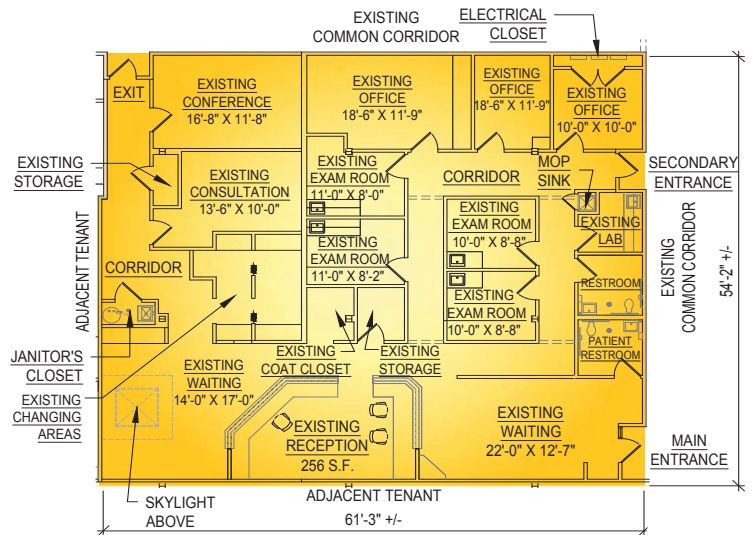 EXISTING
COMMON CORRIDOR
ELECTRICAL
CLOSET
EXIT
EXISTING
CONFERENCE
16'-8" X 11'-8"
EXISTING
OFFICE
18'-6" X 11'-9"
EXISTING
OFFICE
18'-6" X 11'-9"
EXISTING
OFFICE
10'-0" X 10'-0"
EXISTING
STORAGE
EXISTING
CONSULTATION
13'-6" X 10'-0"
EXISTING
EXAM ROOM
11'-0" X 8'-0"
CORRIDOR
MOP
SINK
SECONDARY
ENTRANCE
EXISTING
EXAM ROOM
10'-0" X 8'-8"
EXISTING
LAB
EXISTING
EXAM ROOM
11'-0" X 8'-2"
ADJACENT TENANT
CORRIDOR
EXISTING
EXAM ROOM
10'-0" X 8'-8"
RESTROOM
EXISTING
COMMON CORRIDOR
54'-2" +/-
PATIENT
RESTROOM
JANITOR'S
CLOSET
EXISTING
COAT CLOSET
EXISTING
STORAGE
EXISTING
WAITING
14'-0" X 17'-0"
EXISTING
CHANGING
AREAS
EXISTING
RECEPTION
256 S.F.
EXISTING
WAITING
22'-0" X 12'-7"
MAIN
ENTRANCE
SKYLIGHT
ABOVE
ADJACENT TENANT
61'-3" +/-